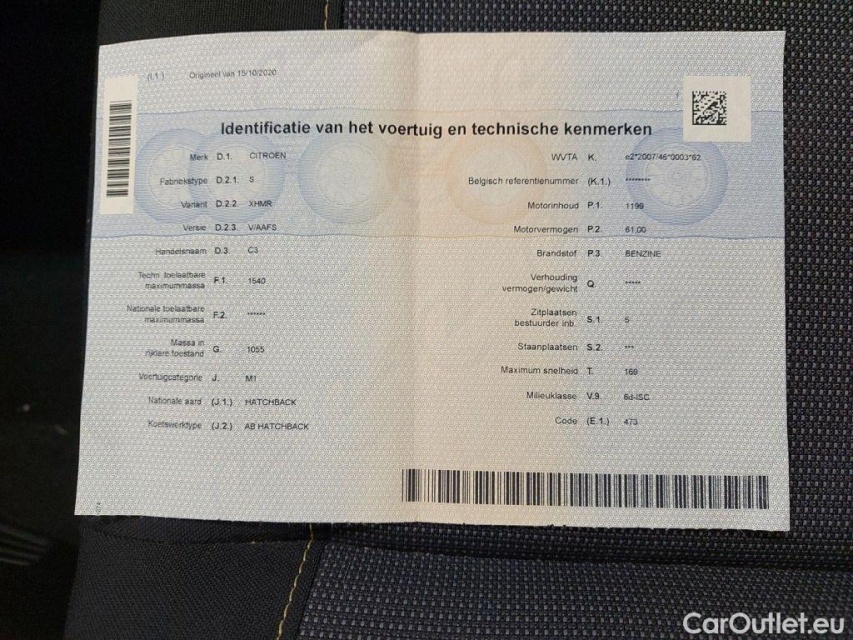 (I.1.) Origineel van 15/10/2020
Identificatie van het voertuig en technische kenmerken
Merk D.1. CITROEN
Fabriekstype D.2.1. S
Variant D.2.2. XHMR
Versie D.2.3. V/AAFS
Handelsnaam D.3. C3
Techn. toelaatbare
maximummassa F.1. 1540
Nationale toelaatbare
maximummassa F.2. ******
Massa in
rijklare toestand G. 1055
Voertuigcategorie J. M1
Nationale aard (J.1.) HATCHBACK
Koetswerktype (J.2.) AB HATCHBACK
WVTA K. e2*2007/46*0003*62
Belgisch referentienummer (K.1.) ********
Motorinhoud P.1. 1199
Motorvermogen P.2. 61.00
Brandstof P.3. BENZINE
Verhouding
vermogen/gewicht Q. *****
Zitplaatsen
bestuurder inb. S.1. 5
Staanplaatsen S.2. ***
Maximum snelheid T. 169
Milieuklasse V.9. 6d-ISC
Code (E.1.) 473
CarOutlet.eu